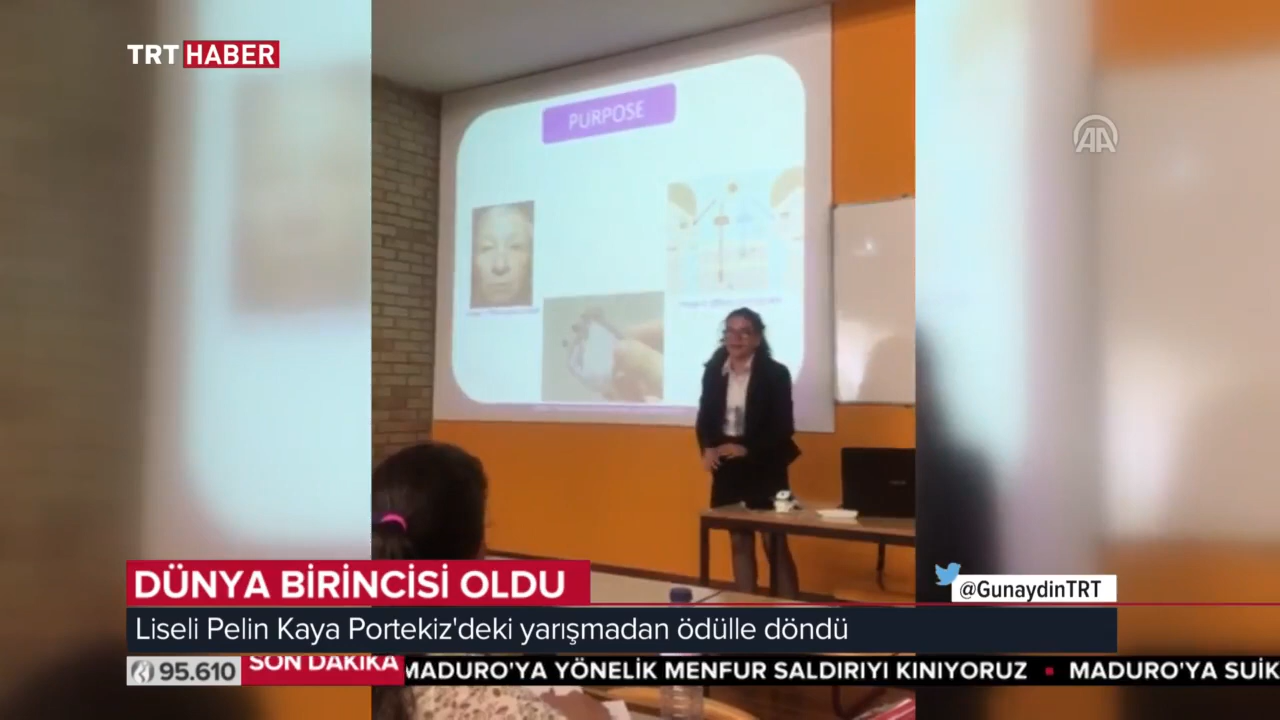 TRT HABER
PURPOSE
AA
DÜNYA BİRİNCİSİ OLDU
@GunaydinTRT
Liseli Pelin Kaya Portekiz'deki yarışmadan ödülle döndü
95.610
SON DAKİKA
MADURO'YA YÖNELİK MENFUR SALDIRIYI KINIYORUZ
MADURO'YA SUİK